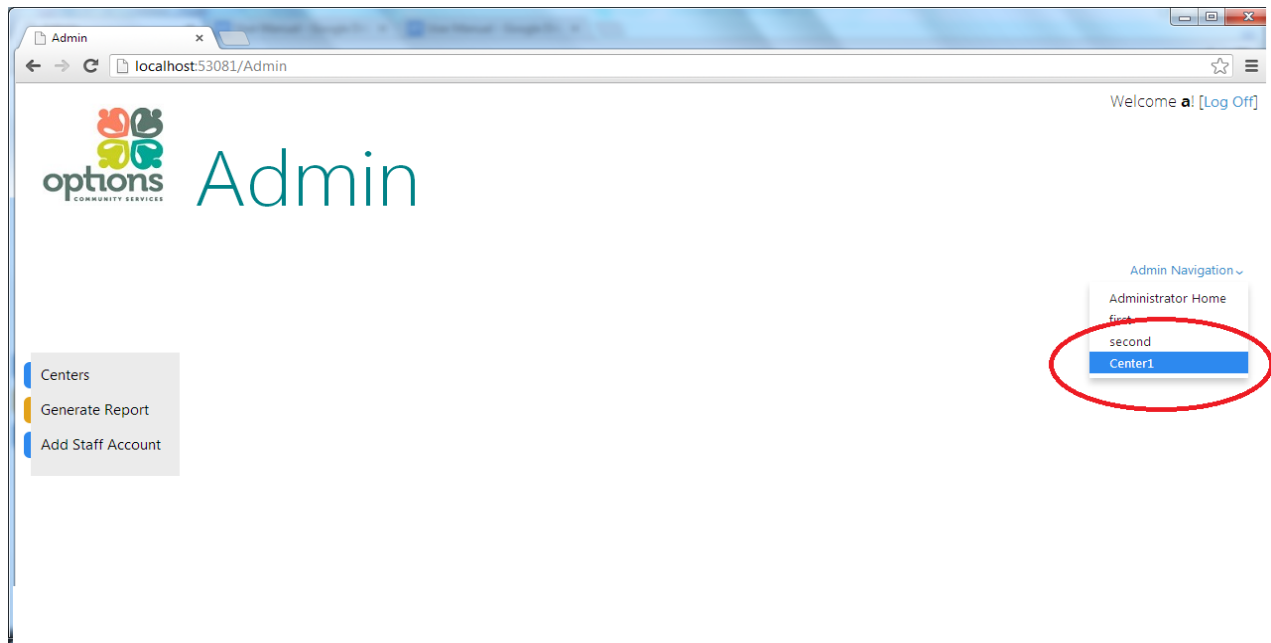 Admin
localhost:53081/Admin
Welcome a! [Log Off]
options
COMMUNITY SERVICES
Admin
Admin Navigation
Administrator Home
first
second
Center1
Centers
Generate Report
Add Staff Account